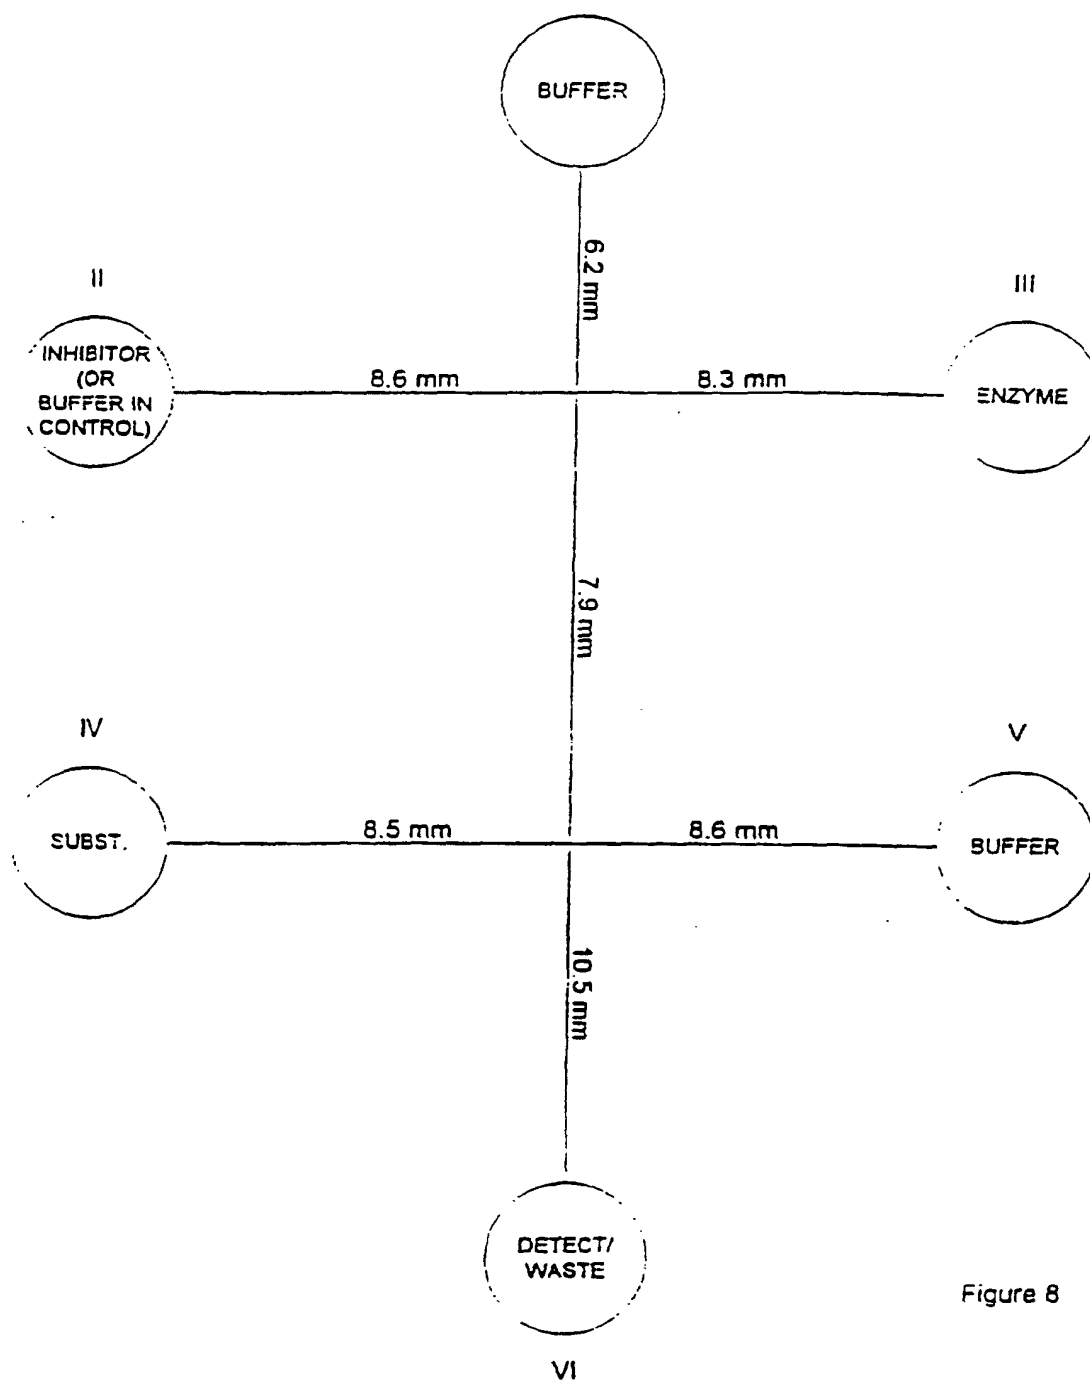 BUFFER
6.2 mm
II
III
INHIBITOR
(OR
BUFFER IN
CONTROL)
8.6 mm
8.3 mm
ENZYME
7.9 mm
IV
V
SUBST.
8.5 mm
8.6 mm
BUFFER
10.5 mm
DETECT/
WASTE
Figure 8
VI